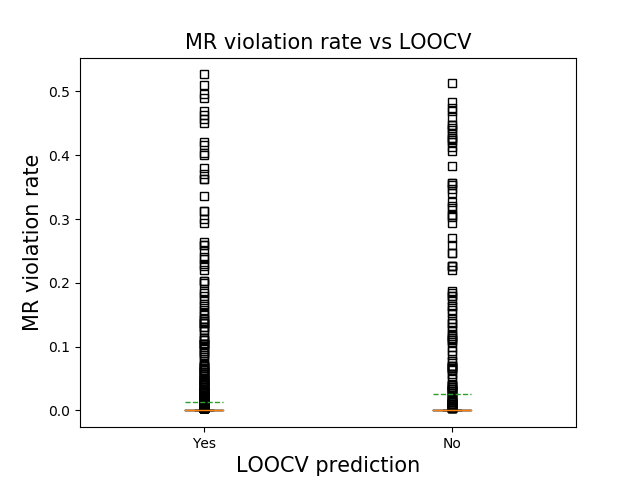 MR violation rate vs LOOCV
MR violation rate
0.5
0.4
0.3
0.2
0.1
0.0
Yes
No
LOOCV prediction